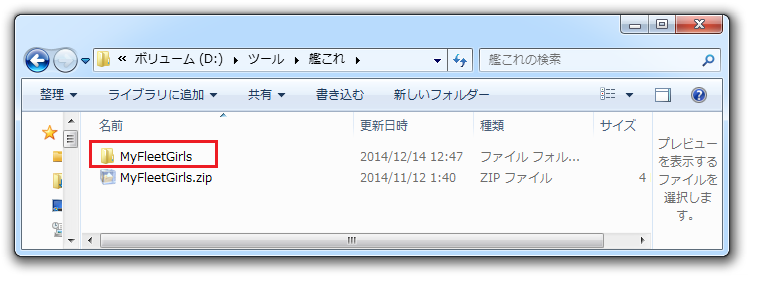 « ボリューム (D:) ▸ ツール ▸ 艦これ ▸
艦これの検索
整理 ライブラリに追加 共有 書き込む 新しいフォルダー
名前 更新日時 種類 サイズ
MyFleetGirls 2014/12/14 12:47 ファイル フォル...
MyFleetGirls.zip 2014/11/12 1:40 ZIP ファイル 4
プレビュー
を表示する
ファイルを
選択しま
す。